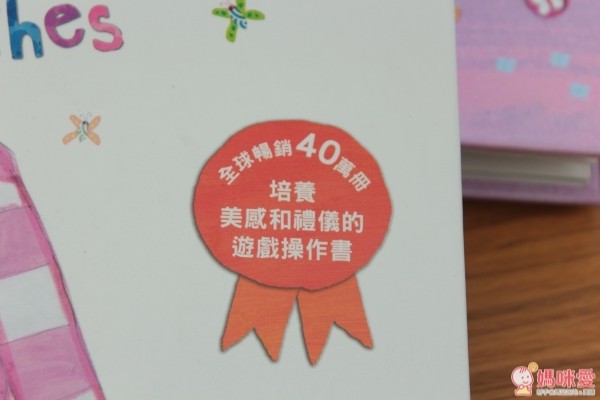 hes
全球暢銷40萬冊
培養
美感和禮儀的
遊戲操作書
媽咪愛